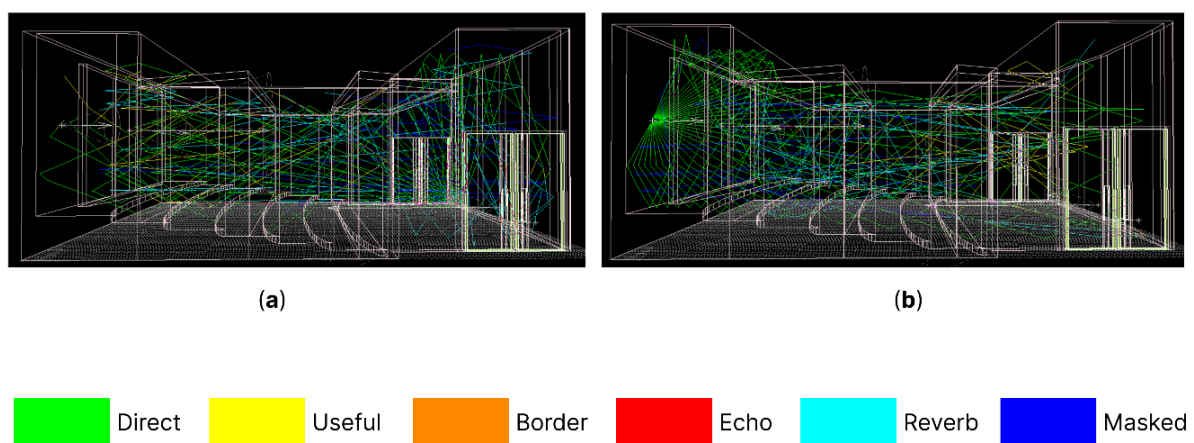 (a)
(b)
Direct
Useful
Border
Echo
Reverb
Masked